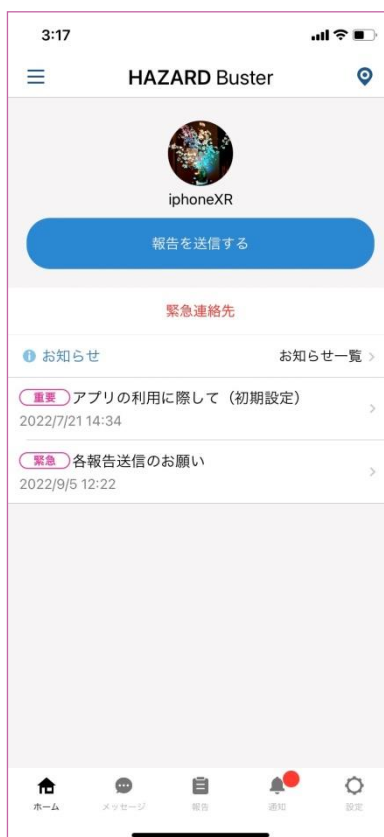 3:17
HAZARD Buster
iphoneXR
報告を送信する
緊急連絡先
お知らせ お知らせ一覧
重要 アプリの利用に際して（初期設定）
2022/7/21 14:34
緊急 各報告送信のお願い
2022/9/5 12:22
ホーム メッセージ 報告 通知 設定